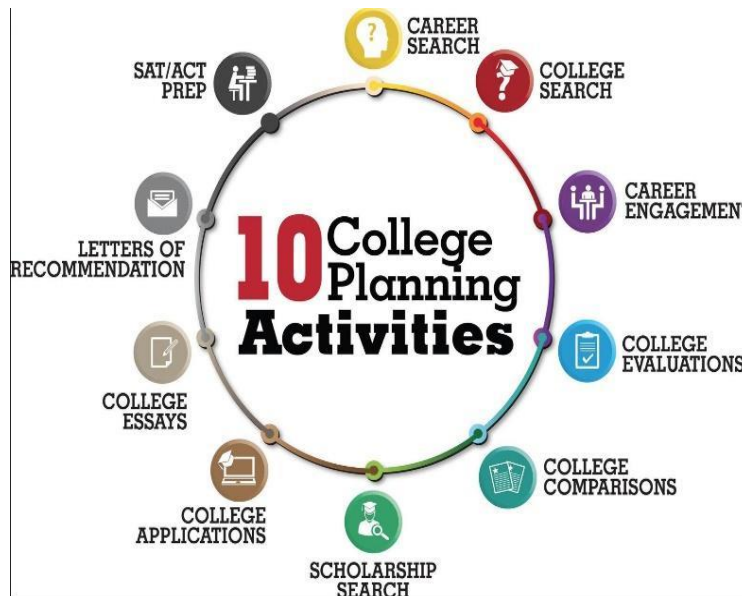 CAREER
SEARCH
COLLEGE
SEARCH
CAREER
ENGAGEMENT
COLLEGE
EVALUATIONS
COLLEGE
COMPARISONS
SCHOLARSHIP
SEARCH
COLLEGE
APPLICATIONS
COLLEGE
ESSAYS
LETTERS OF
RECOMMENDATION
SAT/ACT
PREP
10 College
Planning
Activities